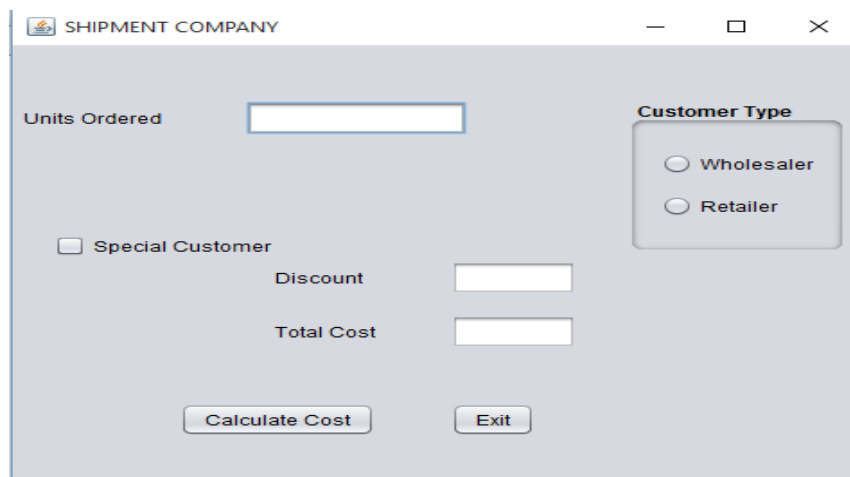 SHIPMENT COMPANY
Units Ordered
Customer Type
Wholesaler
Retailer
Special Customer
Discount
Total Cost
Calculate Cost
Exit